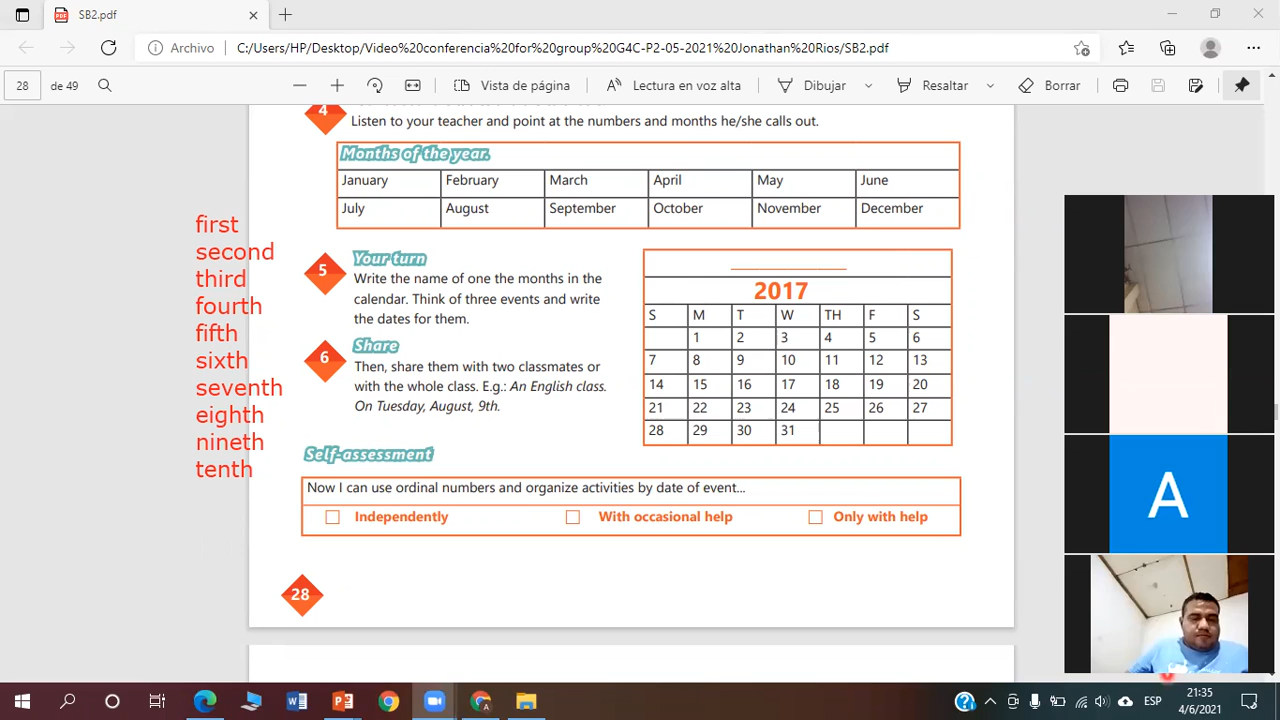 SB2.pdf
Archivo C:/Users/HP/Desktop/Video%20conferencia%20for%20group%20G4C-P2-05-2021%20Jonathan%20Rios/SB2.pdf
28 de 49 Vista de página Lectura en voz alta Dibujar Resaltar Borrar
4
Listen to your teacher and point at the numbers and months he/she calls out.
Months of the year.
January February March April May June
July August September October November December
first
second
third
fourth
fifth
sixth
seventh
eighth
nineth
tenth
5 Your turn
Write the name of one the months in the
calendar. Think of three events and write
the dates for them.
6 Share
Then, share them with two classmates or
with the whole class. E.g.: An English class.
On Tuesday, August, 9th.
2017
S M T W TH F S
1 2 3 4 5 6
7 8 9 10 11 12 13
14 15 16 17 18 19 20
21 22 23 24 25 26 27
28 29 30 31
Self-assessment
Now I can use ordinal numbers and organize activities by date of event...
Independently With occasional help Only with help
28
A
ESP
21:35
4/6/2021